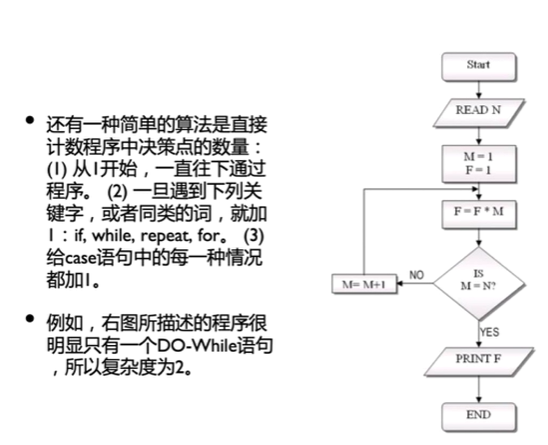 还有一种简单的算法是直接
计数程序中决策点的数量：
(1) 从1开始，一直往下通过
程序。 (2) 一旦遇到下列关
键字，或者同类的词，就加
1：if, while, repeat, for。 (3)
给case语句中的每一种情况
都加1。
例如，右图所描述的程序很
明显只有一个DO-While语句
，所以复杂度为2。
Start
READ N
M = 1
F = 1
F = F * M
IS
M = N?
NO
M= M+1
YES
PRINT F
END